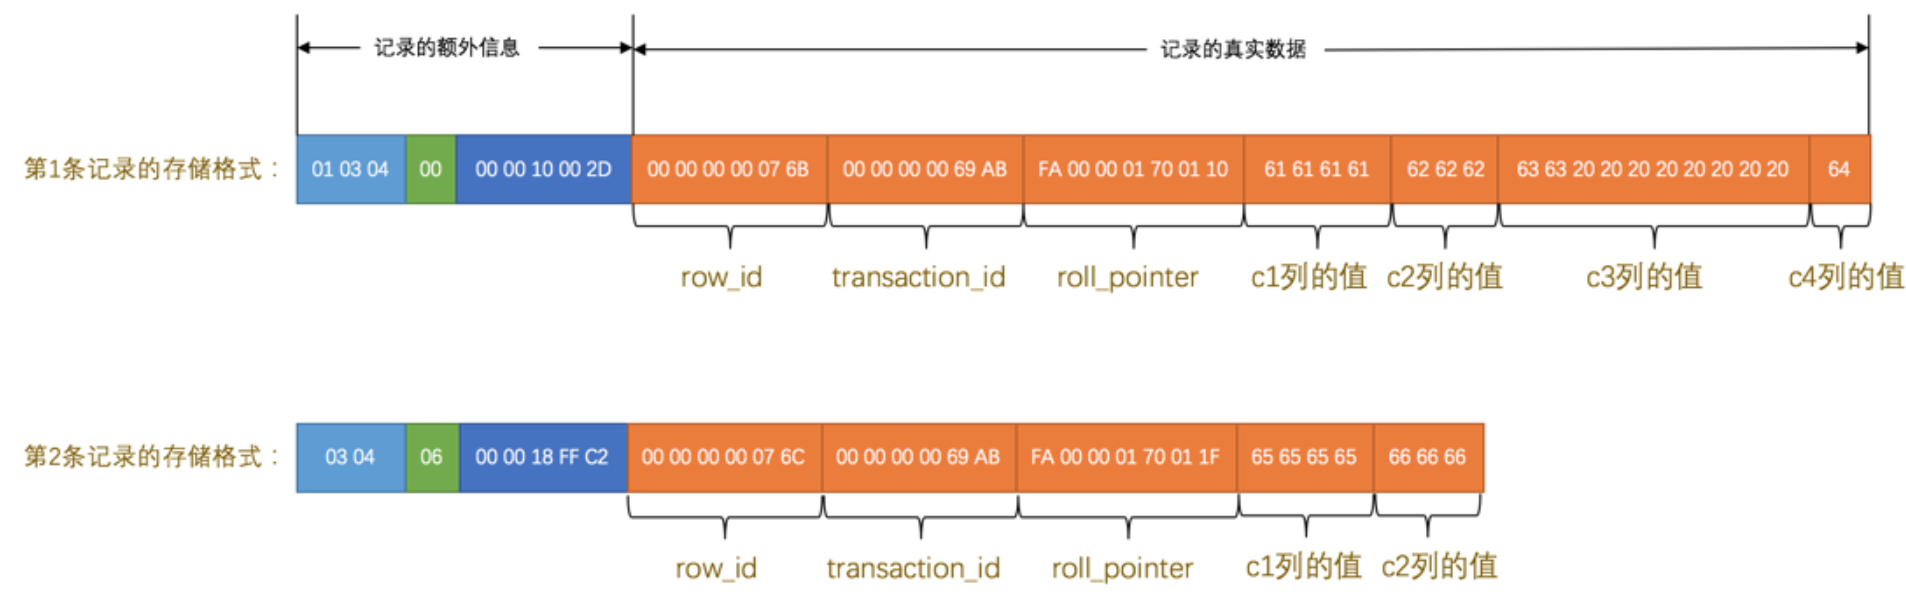 记录的额外信息 记录的真实数据
第1条记录的存储格式： 01 03 04 00 00 00 10 00 2D 00 00 00 00 07 6B 00 00 00 00 69 AB FA 00 00 01 70 01 10 61 61 61 61 62 62 62 63 63 20 20 20 20 20 20 20 20 64
row_id transaction_id roll_pointer c1列的值 c2列的值 c3列的值 c4列的值
第2条记录的存储格式： 03 04 06 00 00 18 FF C2 00 00 00 00 07 6C 00 00 00 00 69 AB FA 00 00 01 70 01 1F 65 65 65 65 66 66 66
row_id transaction_id roll_pointer c1列的值 c2列的值